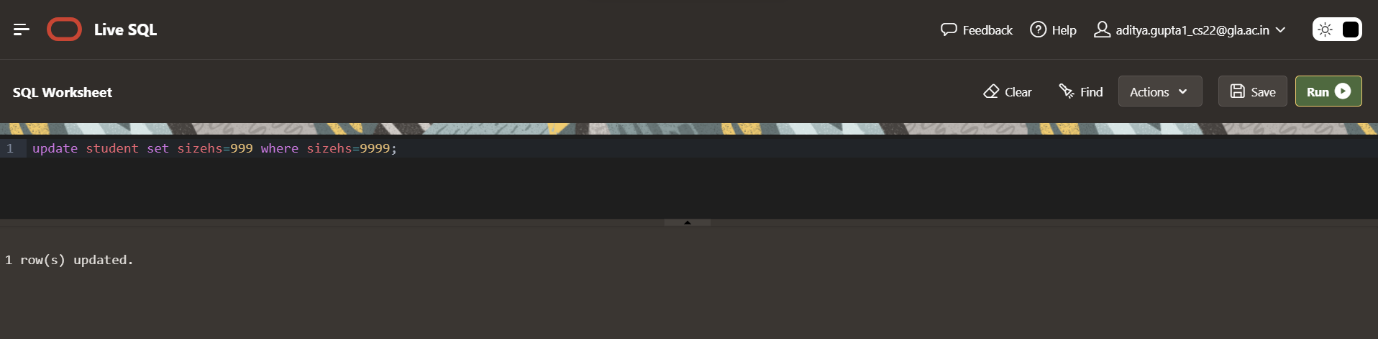 Live SQL
Feedback Help aditya.gupta1_cs22@gla.ac.in
SQL Worksheet
Clear Find Actions Save Run
1 update student set sizehs=999 where sizehs=9999;
1 row(s) updated.